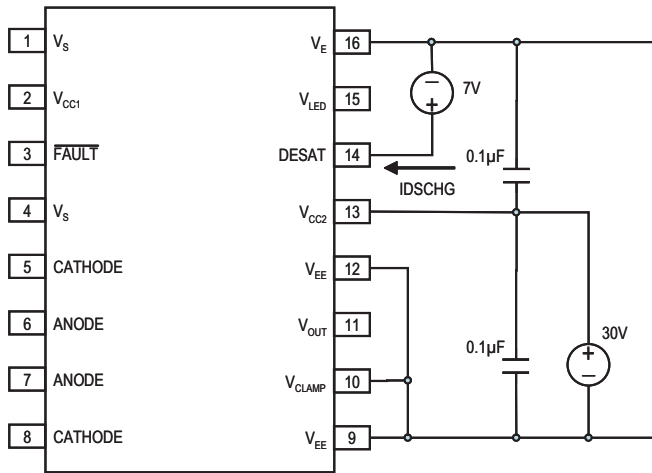 1 V_S
V_E 16
2 V_CC1
V_LED 15
− + 7V
3 F̅A̅U̅L̅T̅
DESAT 14
0.1µF
IDSCHG
4 V_S
V_CC2 13
5 CATHODE
V_EE 12
6 ANODE
V_OUT 11
30V
0.1µF
+ −
7 ANODE
V_CLAMP 10
8 CATHODE
V_EE 9